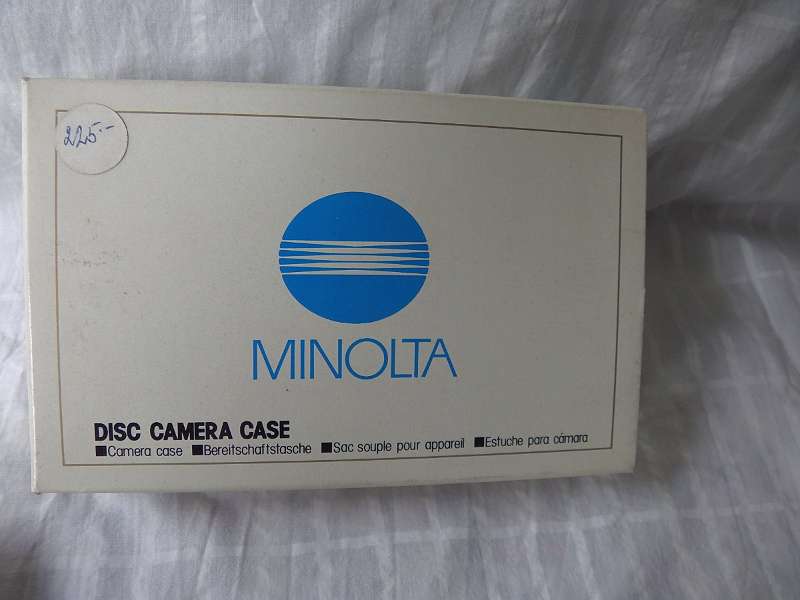 225.-
MINOLTA
DISC CAMERA CASE
■Camera case ■Bereitschaftstasche ■Sac souple pour appareil ■Estuche para cámara